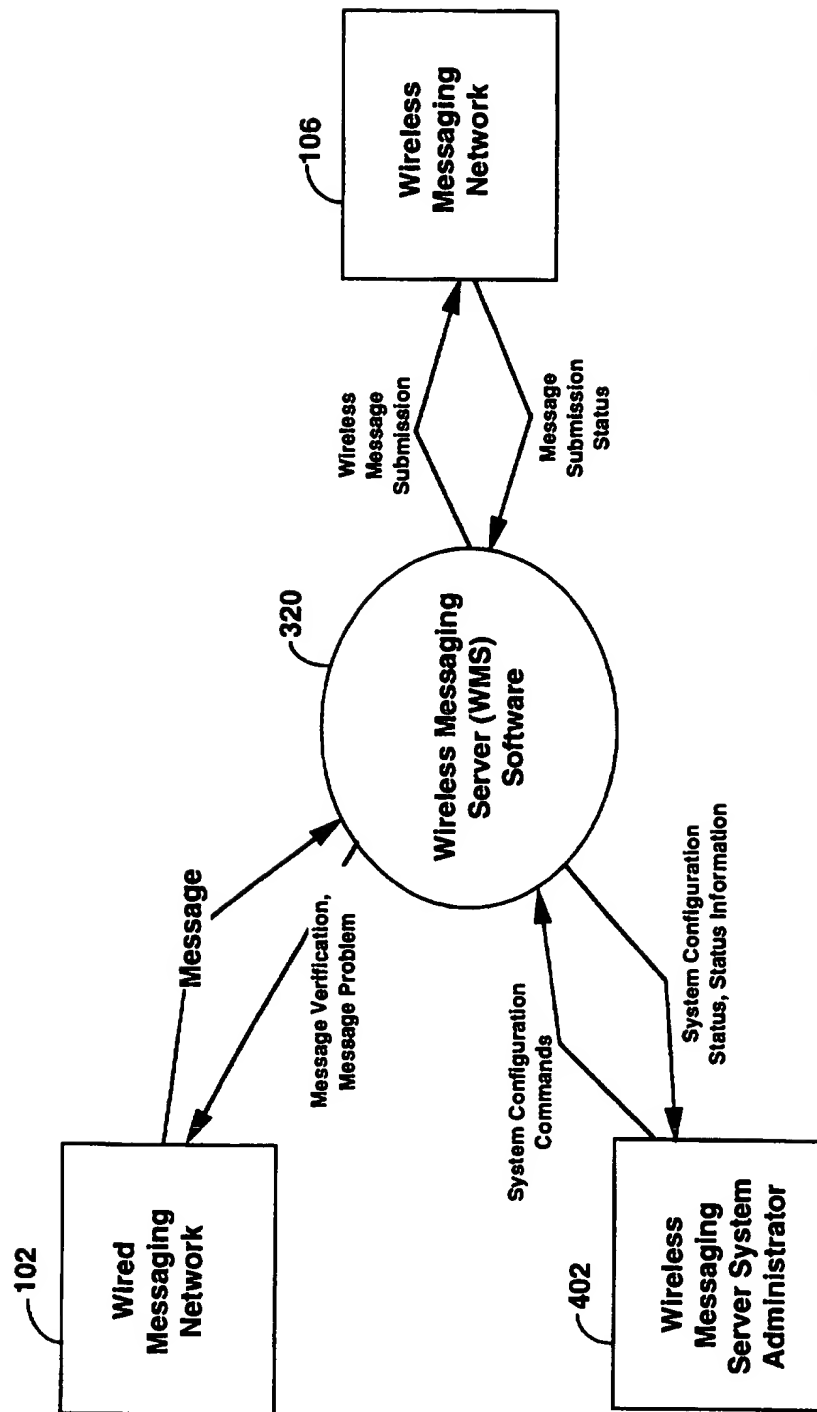 102
Wired
Messaging
Network
Message
Message Verification,
Message Problem
320
Wireless Messaging
Server (WMS)
Software
Wireless
Message
Submission
Message
Submission
Status
106
Wireless
Messaging
Network
402
Wireless
Messaging
Server System
Administrator
System Configuration
Commands
System Configuration
Status, Status Information